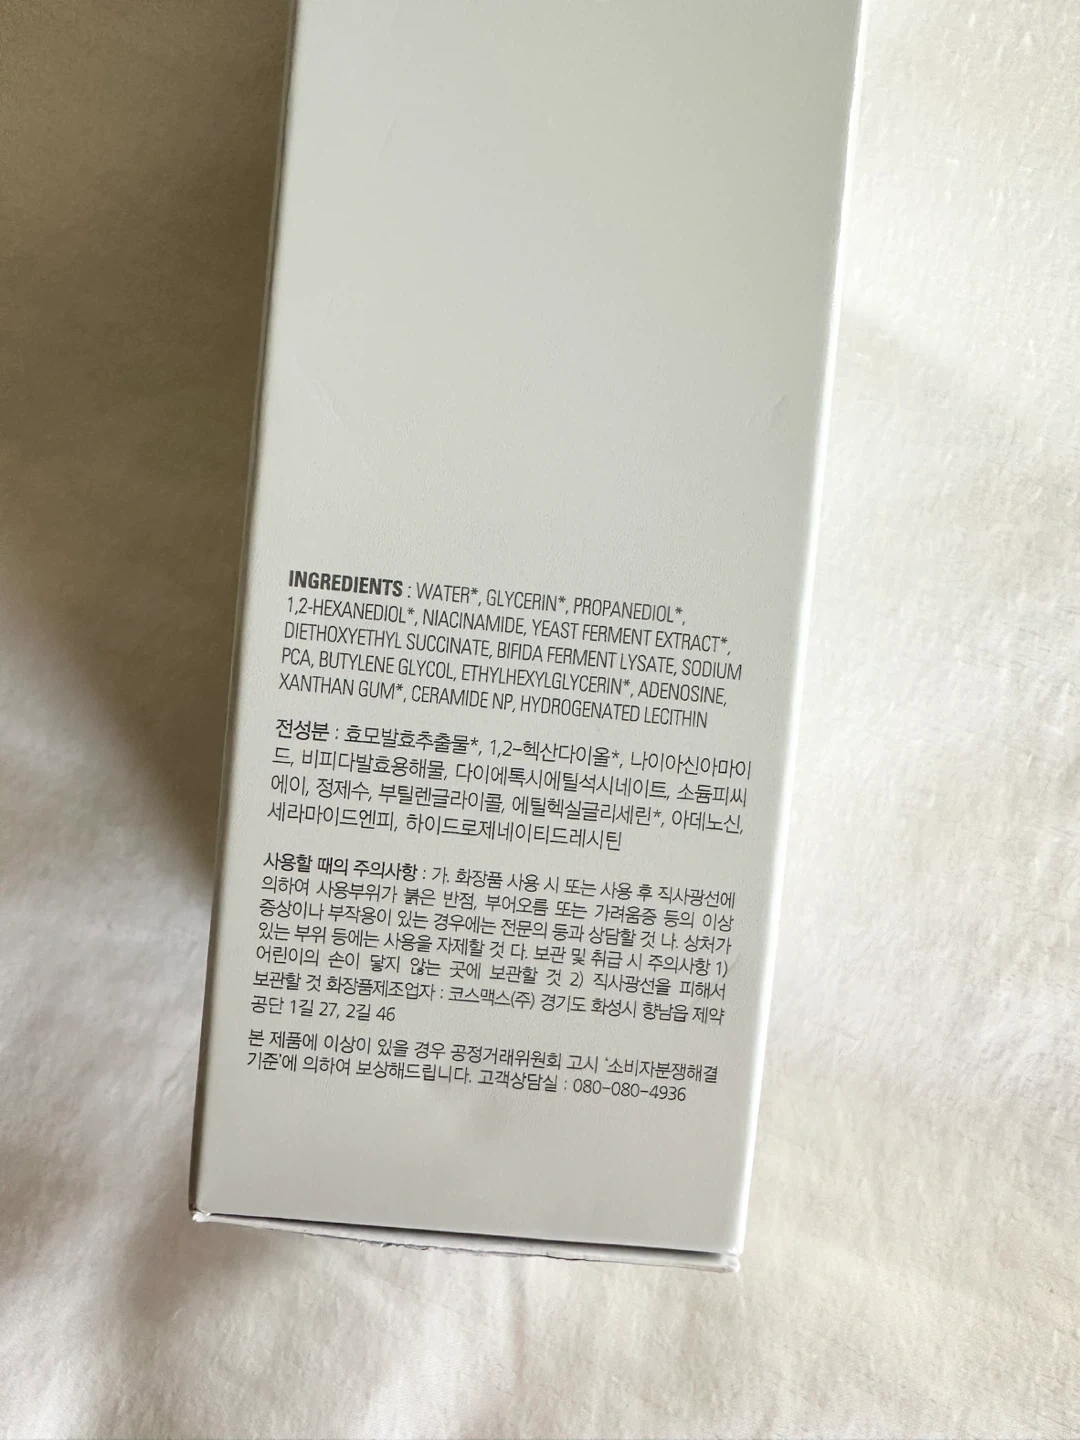 INGREDIENTS : WATER*, GLYCERIN*, PROPANEDIOL*,
1,2-HEXANEDIOL*, NIACINAMIDE, YEAST FERMENT EXTRACT*,
DIETHOXYETHYL SUCCINATE, BIFIDA FERMENT LYSATE, SODIUM
PCA, BUTYLENE GLYCOL, ETHYLHEXYLGLYCERIN*, ADENOSINE,
XANTHAN GUM*, CERAMIDE NP, HYDROGENATED LECITHIN
전성분 : 효모발효추출물*, 1,2-헥산다이올*, 나이아신아마이
드, 비피다발효용해물, 다이에톡시에틸석시네이트, 소듐피씨
에이, 정제수, 부틸렌글라이콜, 에틸헥실글리세린*, 아데노신,
세라마이드엔피, 하이드로제네이티드레시틴
사용할 때의 주의사항 : 가. 화장품 사용 시 또는 사용 후 직사광선에
의하여 사용부위가 붉은 반점, 부어오름 또는 가려움증 등의 이상
증상이나 부작용이 있는 경우에는 전문의 등과 상담할 것 나. 상처가
있는 부위 등에는 사용을 자제할 것 다. 보관 및 취급 시 주의사항 1)
어린이의 손이 닿지 않는 곳에 보관할 것 2) 직사광선을 피해서
보관할 것 화장품제조업자 : 코스맥스(주) 경기도 화성시 향남읍 제약
공단 1길 27, 2길 46
본 제품에 이상이 있을 경우 공정거래위원회 고시 '소비자분쟁해결
기준'에 의하여 보상해드립니다. 고객상담실 : 080-080-4936